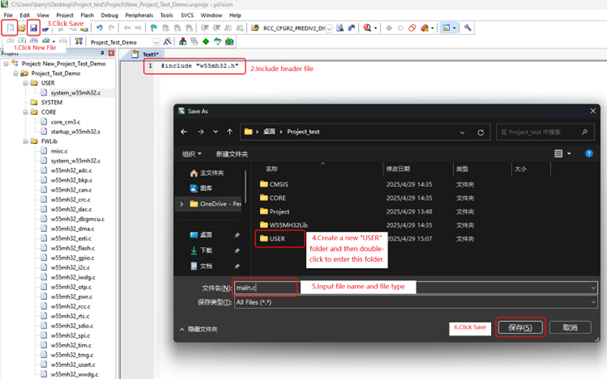 C:\Users\barry\Desktop\Project_test\Project\New_Project_Test_Demo.uvprojx - µVision
File Edit View Project Flash Debug Peripherals Tools SVCS Window Help
3.Click Save
RCC_CFGR2_PREDIV2_DIV
1.Click New File
Project_Test_Demo
Project
Text1*
Project: New_Project_Test_Demo
Project_Test_Demo
USER
system_w55mh32.c
SYSTEM
CORE
core_cm3.c
startup_w55mh32.s
FWLib
misc.c
system_w55mh32.c
w55mh32_adc.c
w55mh32_bkp.c
w55mh32_can.c
w55mh32_crc.c
w55mh32_dac.c
w55mh32_dbgmcu.c
w55mh32_dma.c
w55mh32_exti.c
w55mh32_flash.c
w55mh32_gpio.c
w55mh32_i2c.c
w55mh32_iwdg.c
w55mh32_otp.c
w55mh32_pwr.c
w55mh32_rcc.c
w55mh32_rtc.c
w55mh32_sdio.c
w55mh32_spi.c
w55mh32_tim.c
w55mh32_trng.c
w55mh32_usart.c
w55mh32_wwdg.c
1 #include "w55mh32.h"
2.Include header file
Save As
桌面 Project_test
在 Project_test 中搜索
组织 新建文件夹
主文件夹
图库
OneDrive - Per
桌面
下载
文档
名称 修改日期 类型 大小
CMSIS 2025/4/29 14:35 文件夹
CORE 2025/4/29 14:35 文件夹
Project 2025/4/29 13:48 文件夹
W55MH32Lib 2025/4/29 14:35 文件夹
USER 2025/4/29 15:07 文件夹
4.Create a new "USER"
folder and then double-
click to enter this folder.
文件名(N): main.c
5.Input file name and file type
保存类型(T): All Files (*.*)
隐藏文件夹
6.Click Save
保存(S)
取消